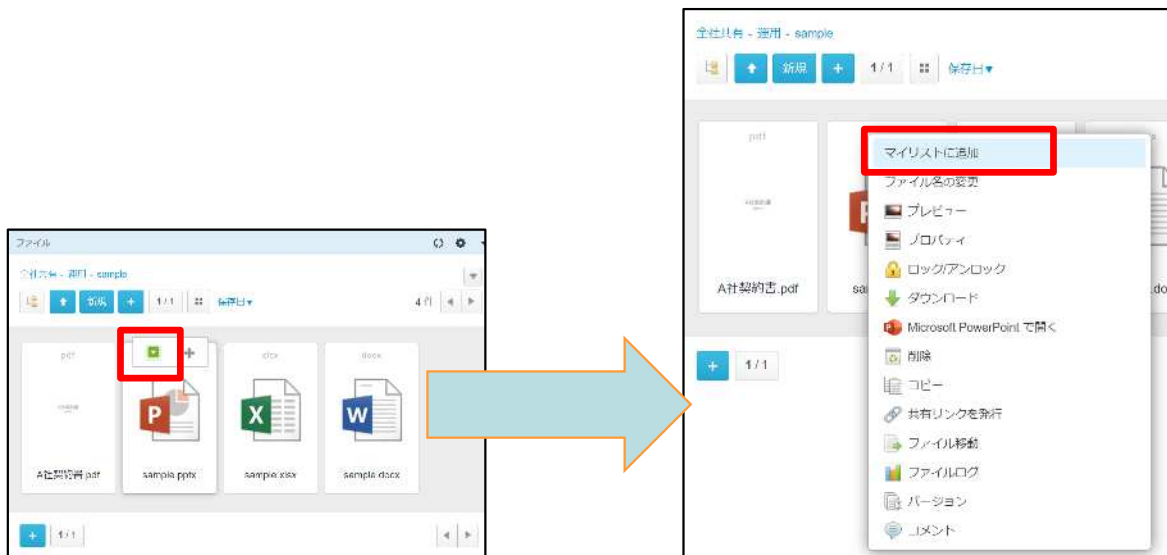 ファイル
全社共有 - 運用 - sample
新規
+
1/1
保存日▼
4 件
pdf
xlsx
docx
A社契約書.pdf
sample.pptx
sample.xlsx
sample.docx
+
1/1
全社共有 - 運用 - sample
新規
+
1/1
保存日▼
pdf
A社契約書.pdf
sa
.do
マイリストに追加
ファイル名の変更
プレビュー
プロパティ
ロック/アンロック
ダウンロード
Microsoft PowerPoint で開く
削除
コピー
共有リンクを発行
ファイル移動
ファイルログ
バージョン
コメント
+
1/1